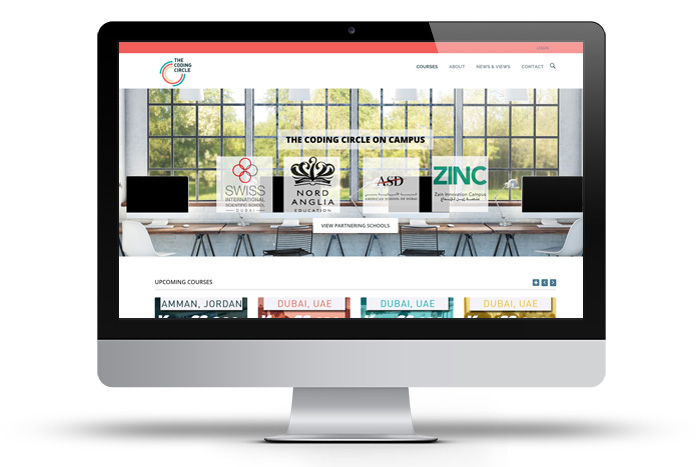 LOGIN
THE
CODING
CIRCLE
COURSES ABOUT NEWS & VIEWS CONTACT
THE CODING CIRCLE ON CAMPUS
SWISS
INTERNATIONAL
SCIENTIFIC SCHOOL
DUBAI
NORD
ANGLIA
EDUCATION
ASD
AMERICAN SCHOOL OF DUBAI
ZINC
Zain Innovation Campus
VIEW PARTNERING SCHOOLS
UPCOMING COURSES
AMMAN, JORDAN
DUBAI, UAE
DUBAI, UAE
DUBAI, UAE